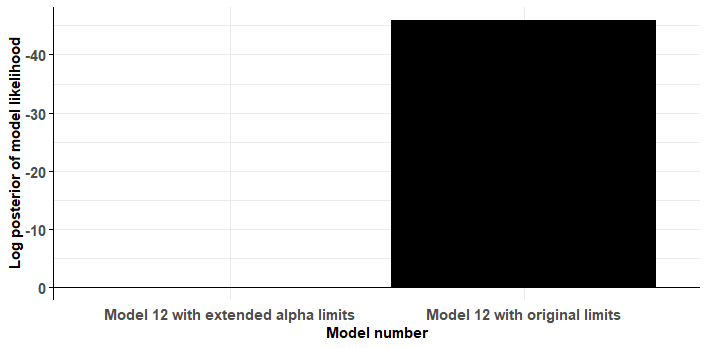 Log posterior of model likelihood
-40
-30
-20
-10
0
Model 12 with extended alpha limits
Model 12 with original limits
Model number